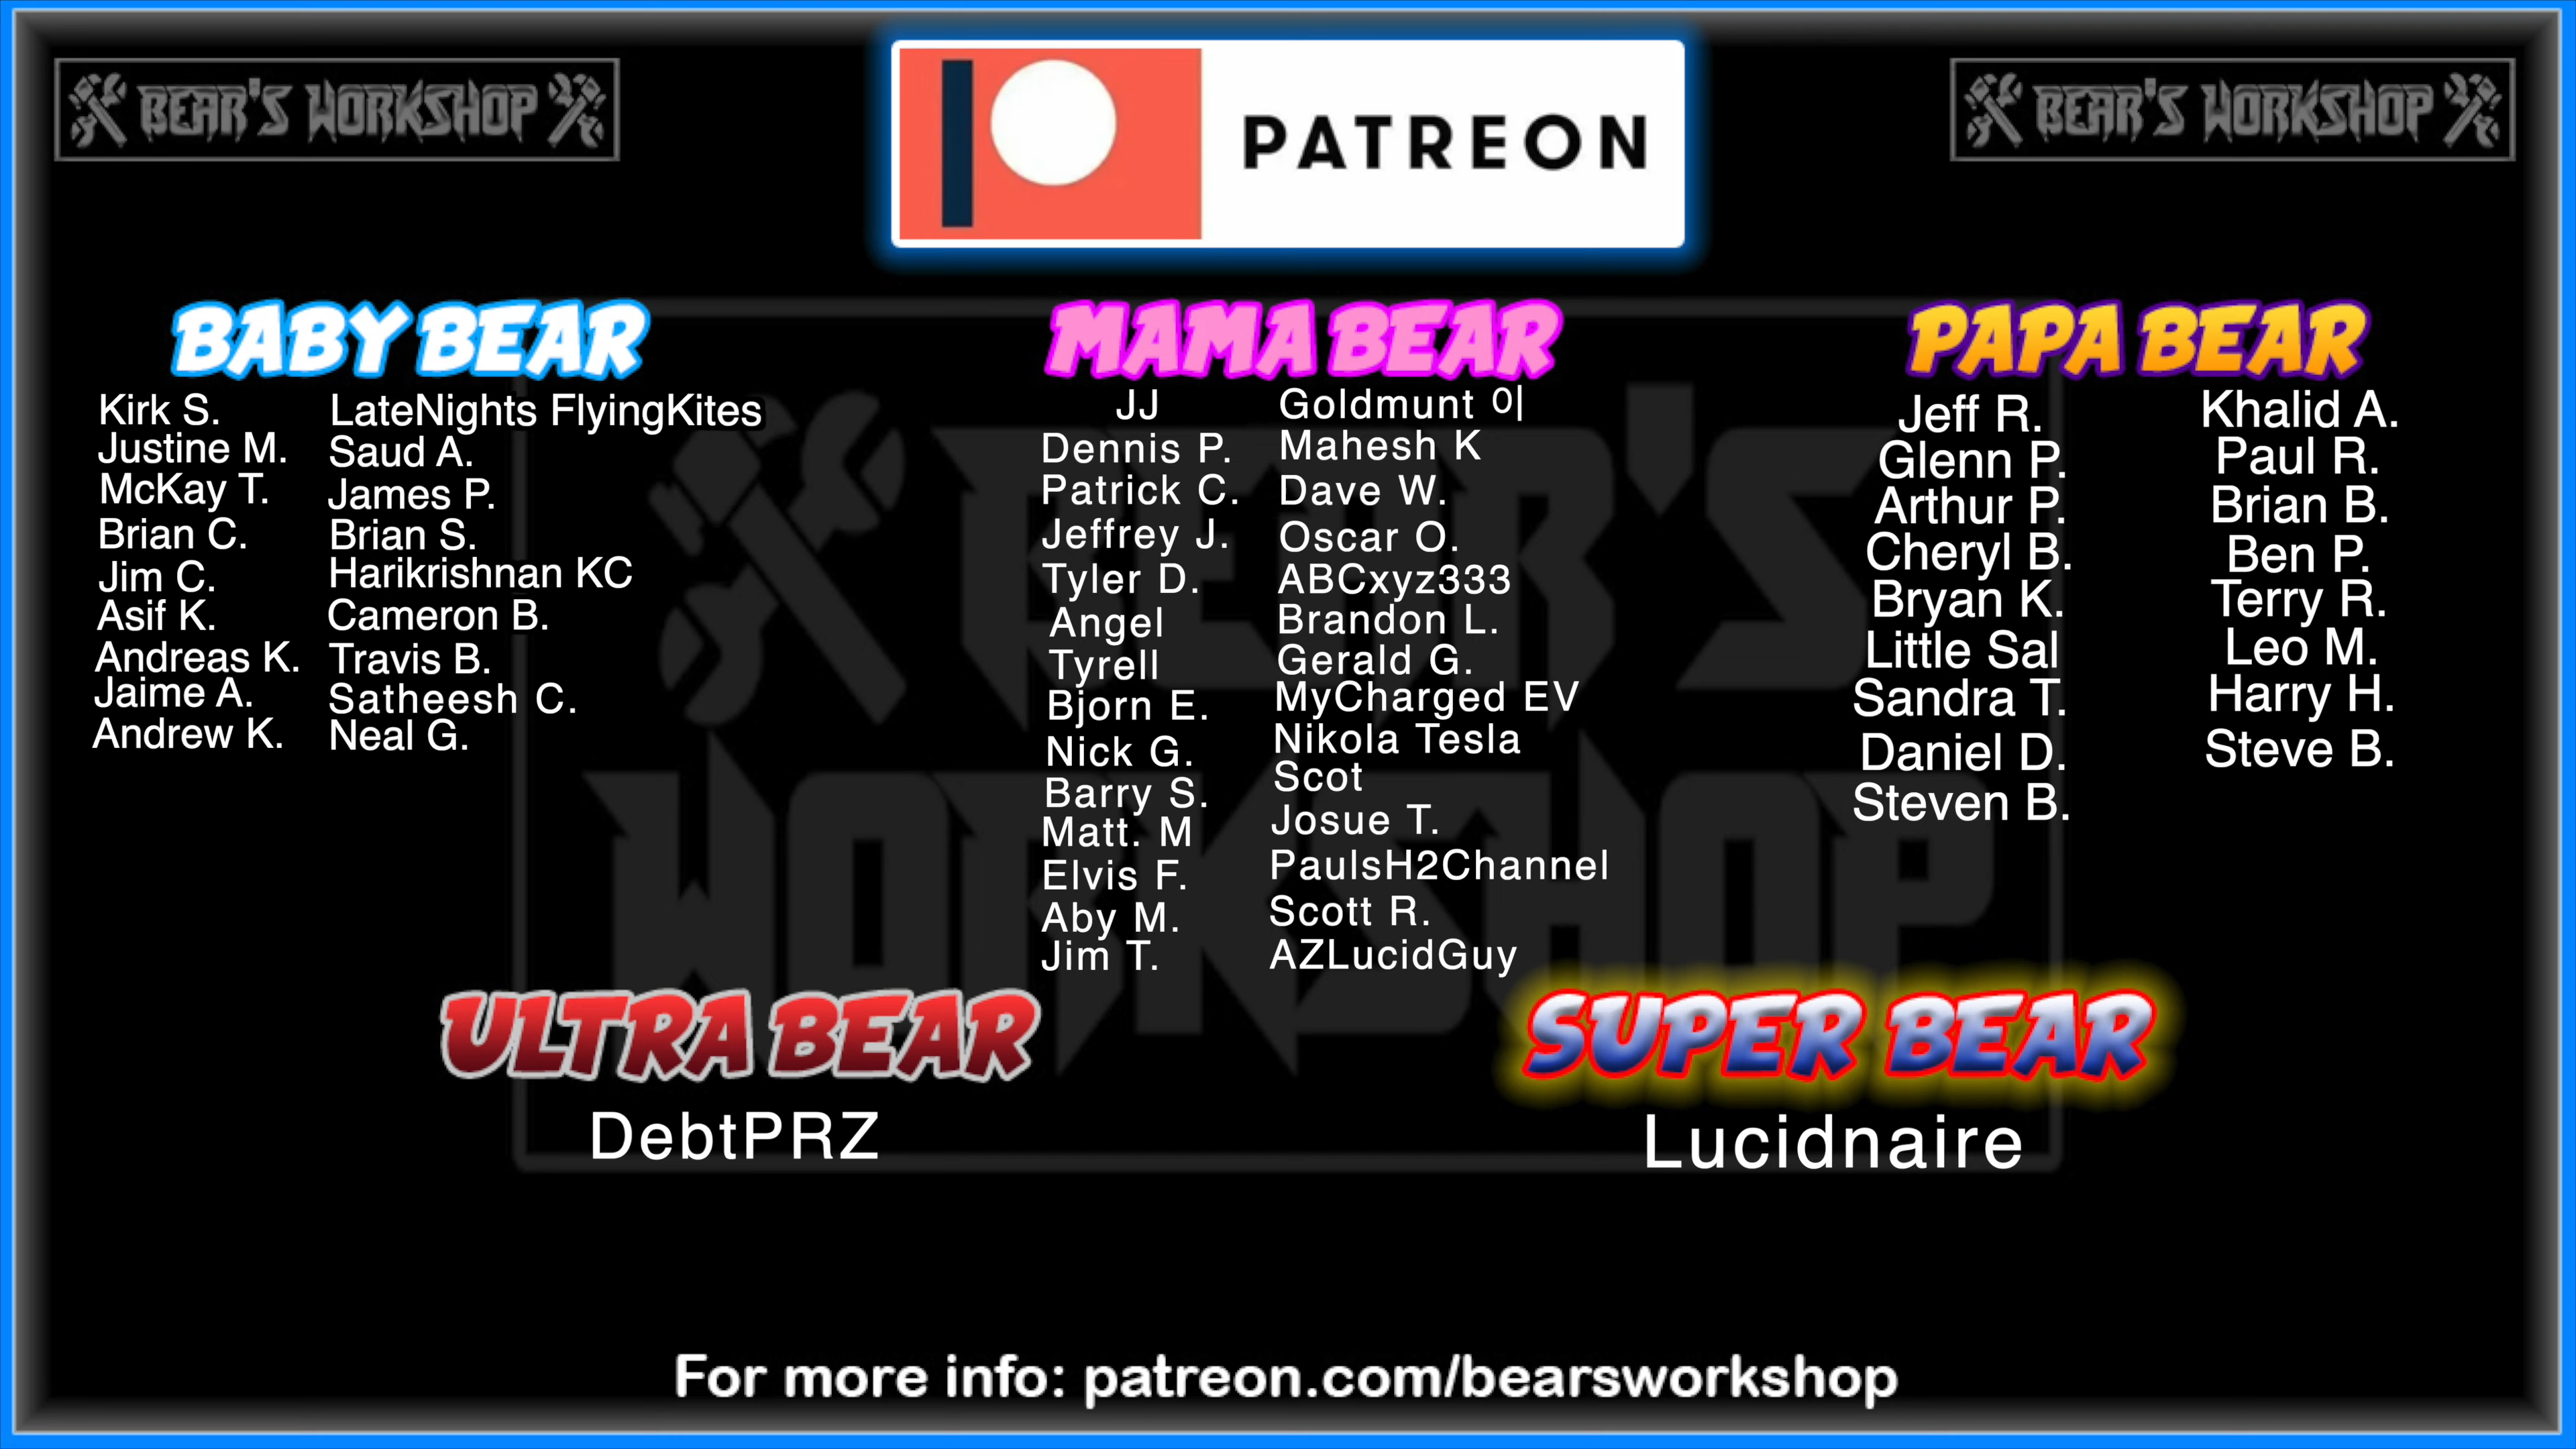 BEAR'S WORKSHOP
PATREON
BEAR'S WORKSHOP
BEAR'S
WORKSHOP
BABY BEAR
Kirk S.
Justine M.
McKay T.
Brian C.
Jim C.
Asif K.
Andreas K.
Jaime A.
Andrew K.
LateNights FlyingKites
Saud A.
James P.
Brian S.
Harikrishnan KC
Cameron B.
Travis B.
Satheesh C.
Neal G.
MAMA BEAR
JJ
Dennis P.
Patrick C.
Jeffrey J.
Tyler D.
Angel
Tyrell
Bjorn E.
Nick G.
Barry S.
Matt. M
Elvis F.
Aby M.
Jim T.
Goldmunt 이
Mahesh K
Dave W.
Oscar O.
ABCxyz333
Brandon L.
Gerald G.
MyCharged EV
Nikola Tesla
Scot
Josue T.
PaulsH2Channel
Scott R.
AZLucidGuy
PAPA BEAR
Jeff R.
Glenn P.
Arthur P.
Cheryl B.
Bryan K.
Little Sal
Sandra T.
Daniel D.
Steven B.
Khalid A.
Paul R.
Brian B.
Ben P.
Terry R.
Leo M.
Harry H.
Steve B.
ULTRA BEAR
DebtPRZ
SUPER BEAR
Lucidnaire
For more info: patreon.com/bearsworkshop